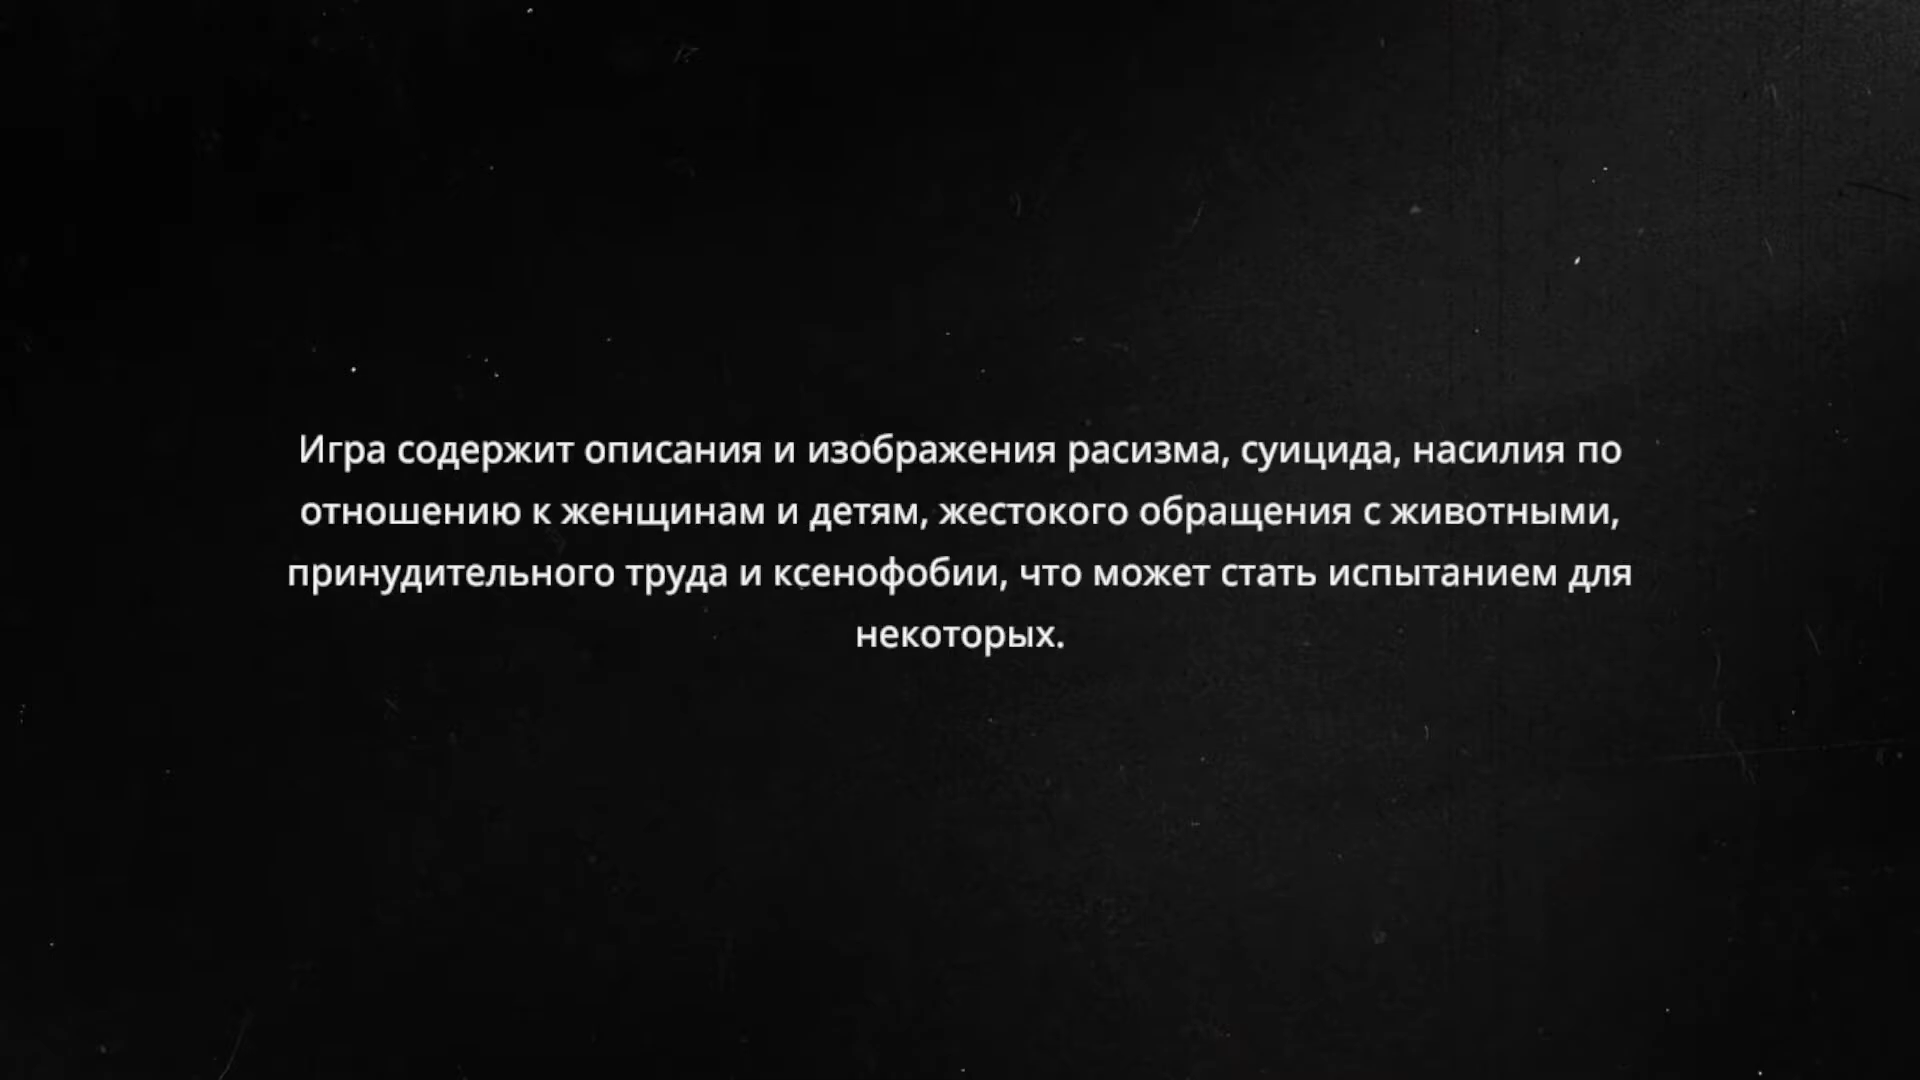 Игра содержит описания и изображения расизма, суицида, насилия по
отношению к женщинам и детям, жестокого обращения с животными,
принудительного труда и ксенофобии, что может стать испытанием для
некоторых.